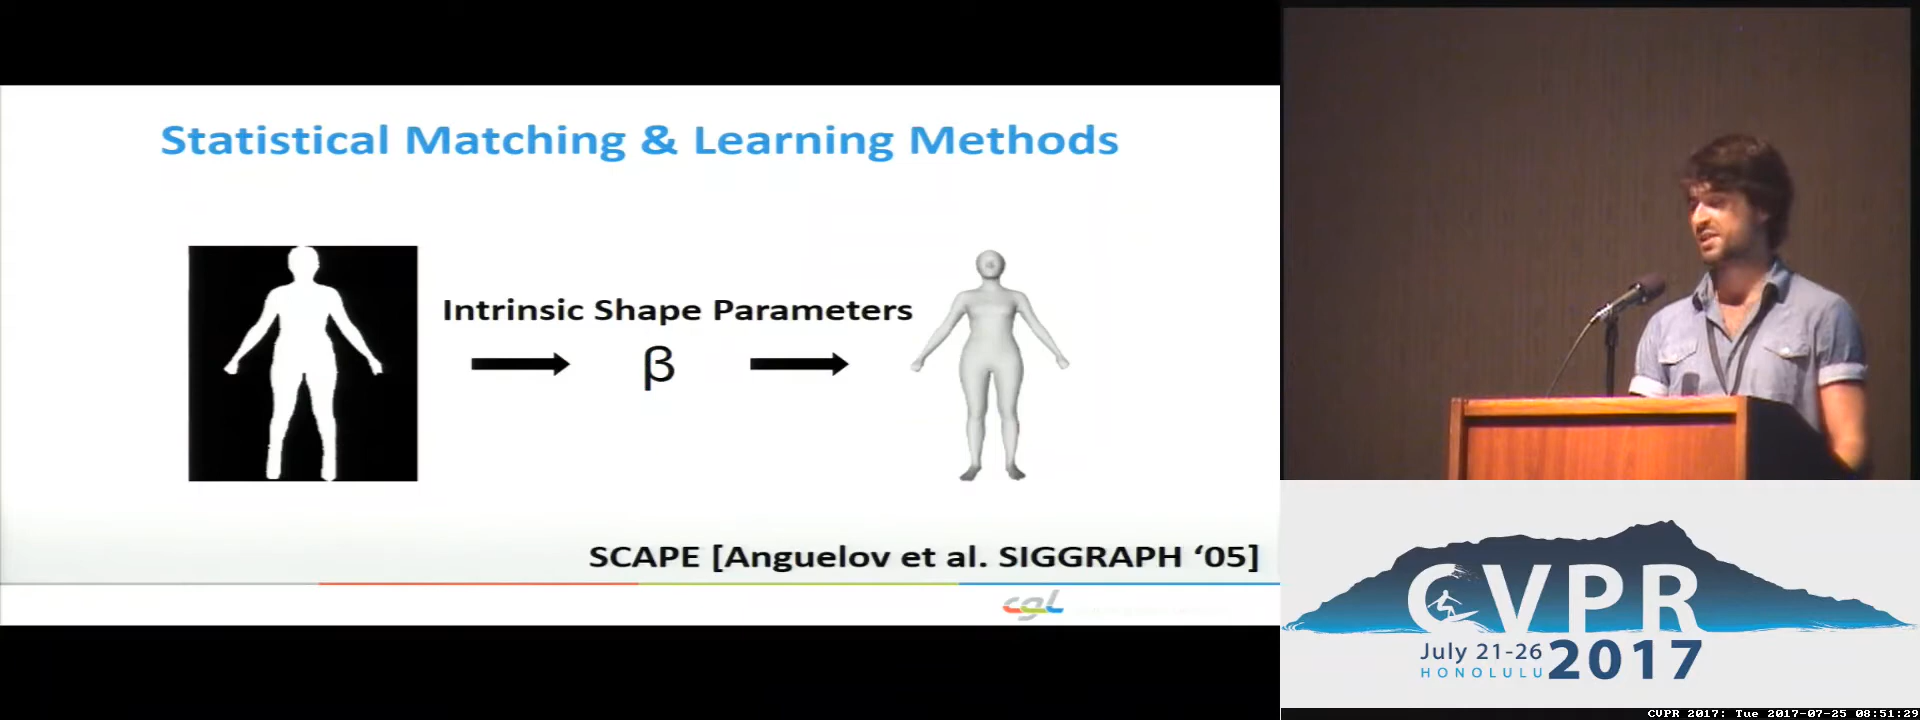 Statistical Matching & Learning Methods
Intrinsic Shape Parameters
β
SCAPE [Anguelov et al. SIGGRAPH ‘05]
cgl
CVPR
July 21-26
HONOLULU
2017
CVPR 2017: Tue 2017-07-25 08:51:29